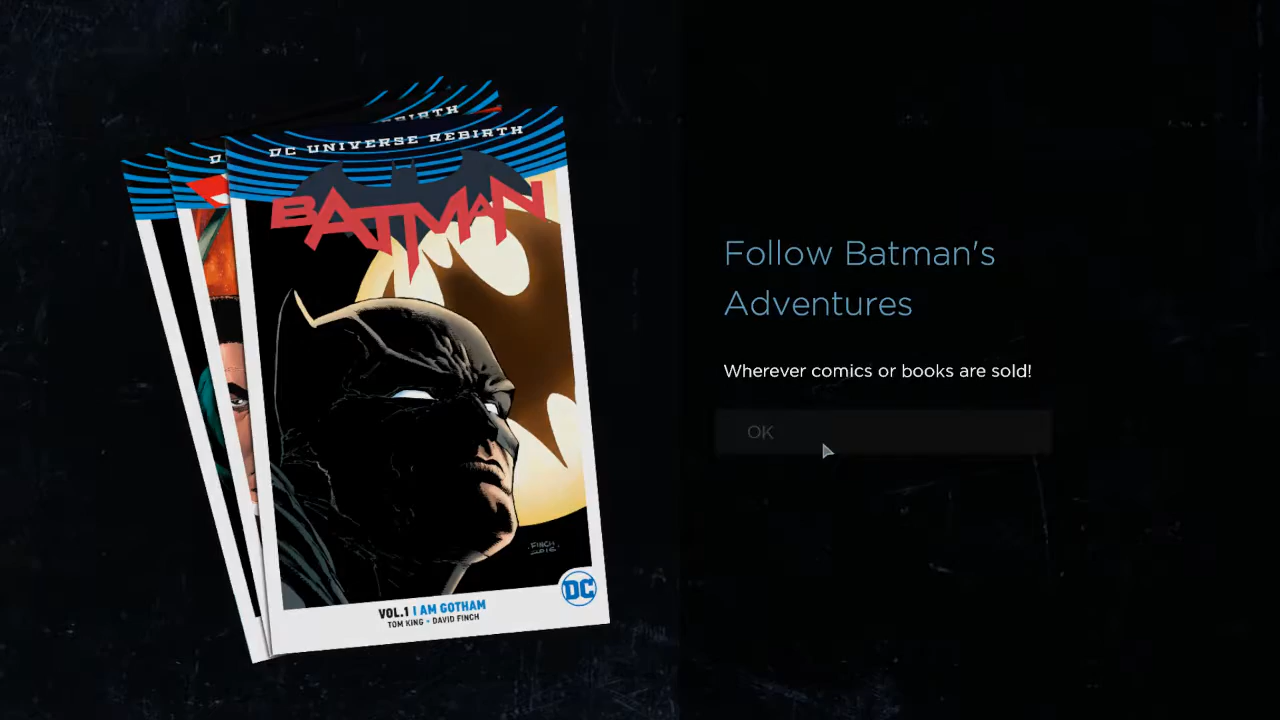 EBIRTH
D
DC UNIVERSE REBIRTH
BATMAN
FINCH
2016
DC
VOL.1 I AM GOTHAM
TOM KING • DAVID FINCH
Follow Batman's
Adventures
Wherever comics or books are sold!
OK